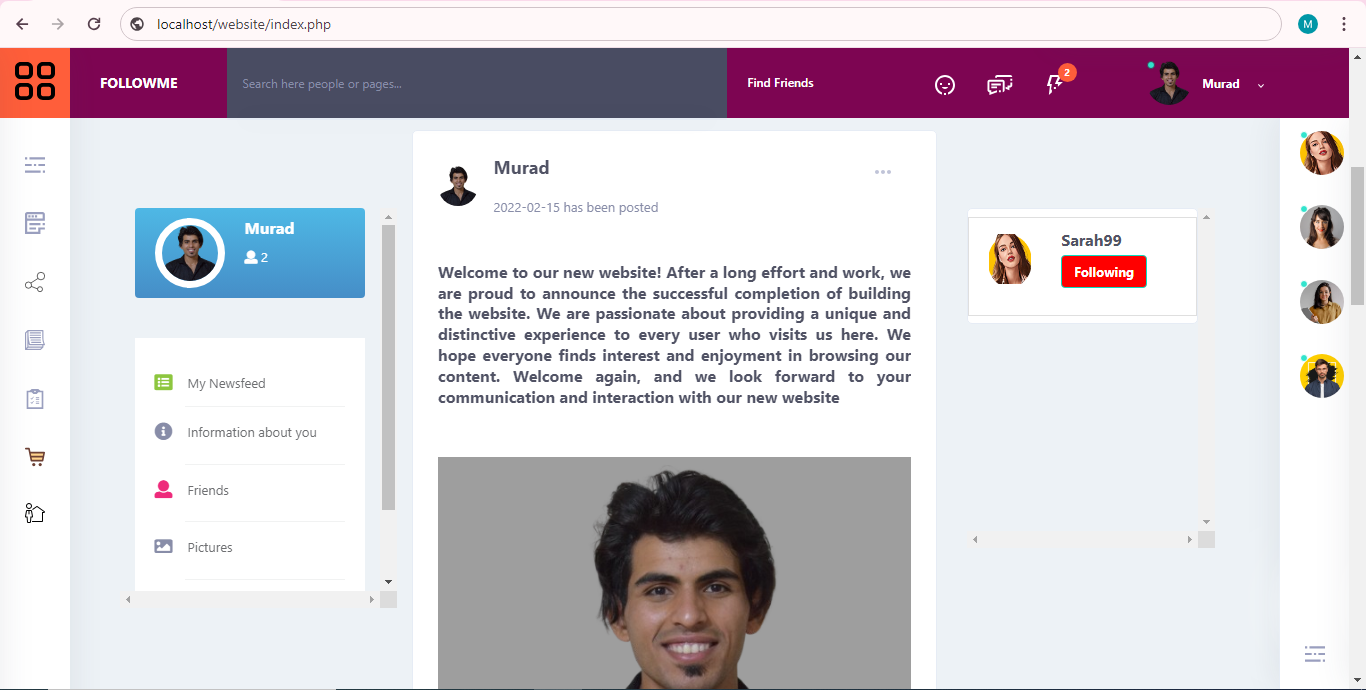 localhost/website/index.php
M
FOLLOWME
Search here people or pages...
Find Friends
2
Murad
Murad
2022-02-15 has been posted
Murad
2
My Newsfeed
Information about you
Friends
Pictures
Welcome to our new website! After a long effort and work, we
are proud to announce the successful completion of building
the website. We are passionate about providing a unique and
distinctive experience to every user who visits us here. We
hope everyone finds interest and enjoyment in browsing our
content. Welcome again, and we look forward to your
communication and interaction with our new website
Sarah99
Following